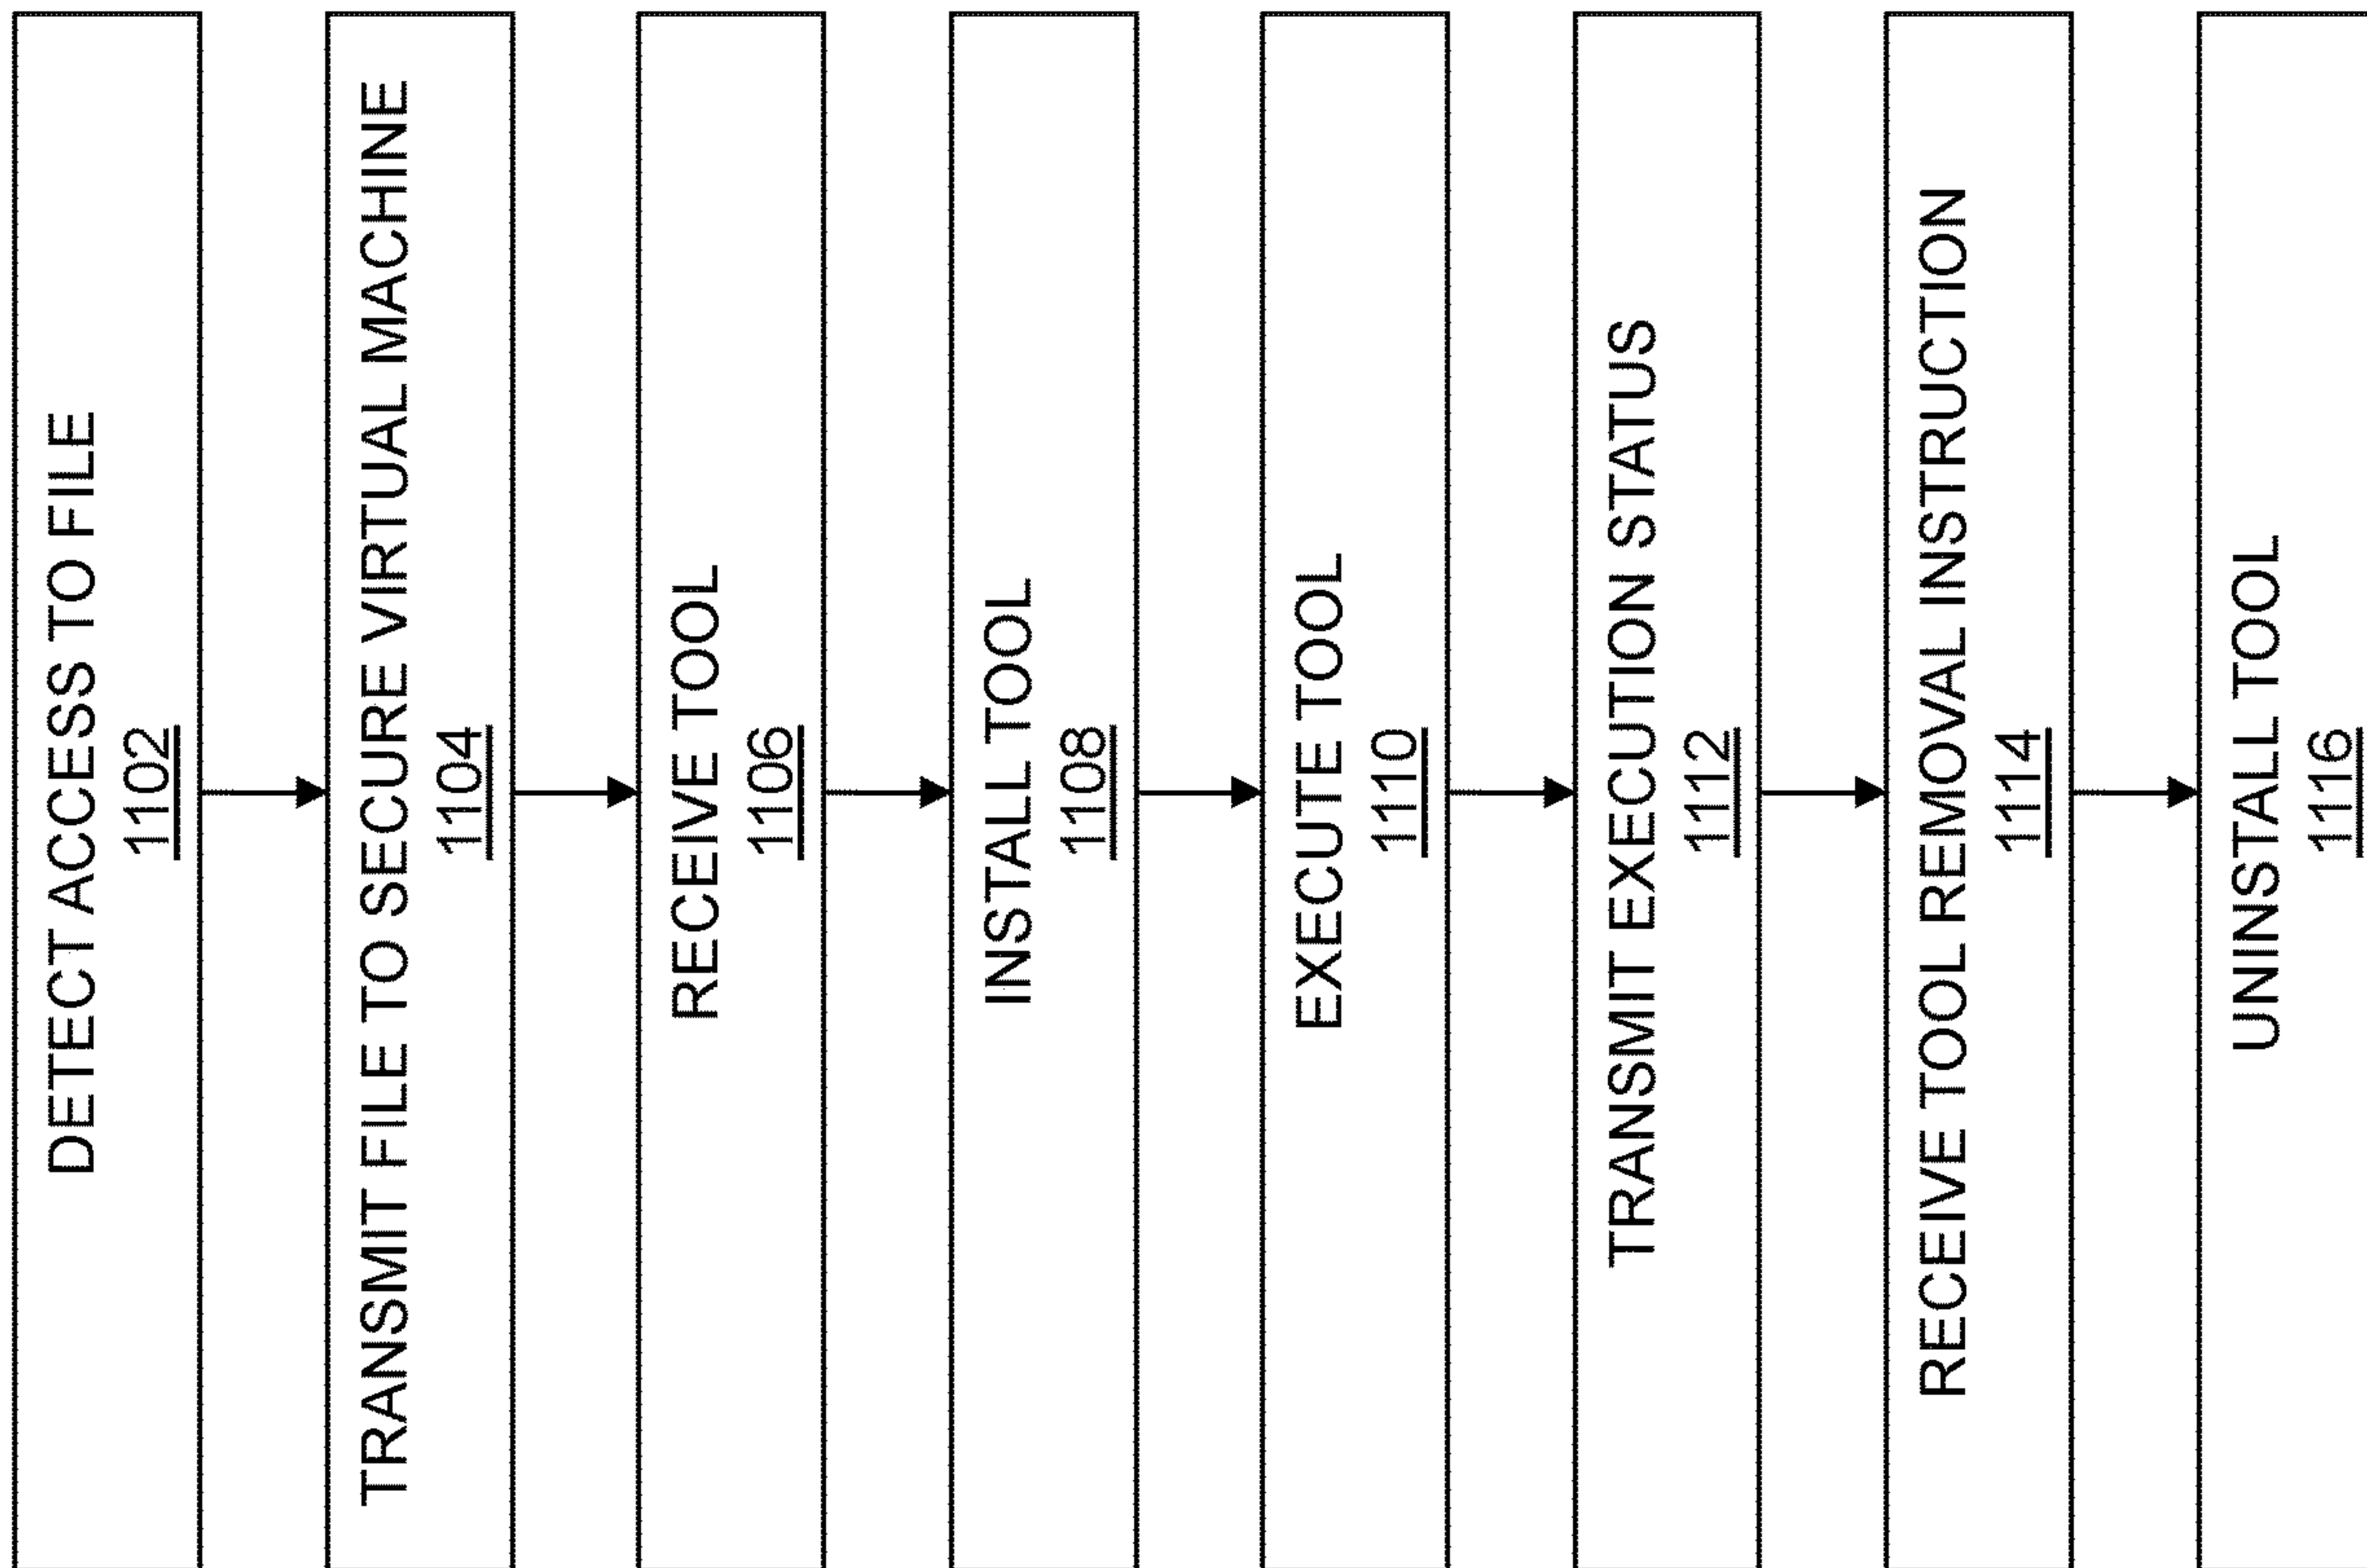 DETECT ACCESS TO FILE
1102
TRANSMIT FILE TO SECURE VIRTUAL MACHINE
1104
RECEIVE TOOL
1106
INSTALL TOOL
1108
EXECUTE TOOL
1110
TRANSMIT EXECUTION STATUS
1112
RECEIVE TOOL REMOVAL INSTRUCTION
1114
UNINSTALL TOOL
1116